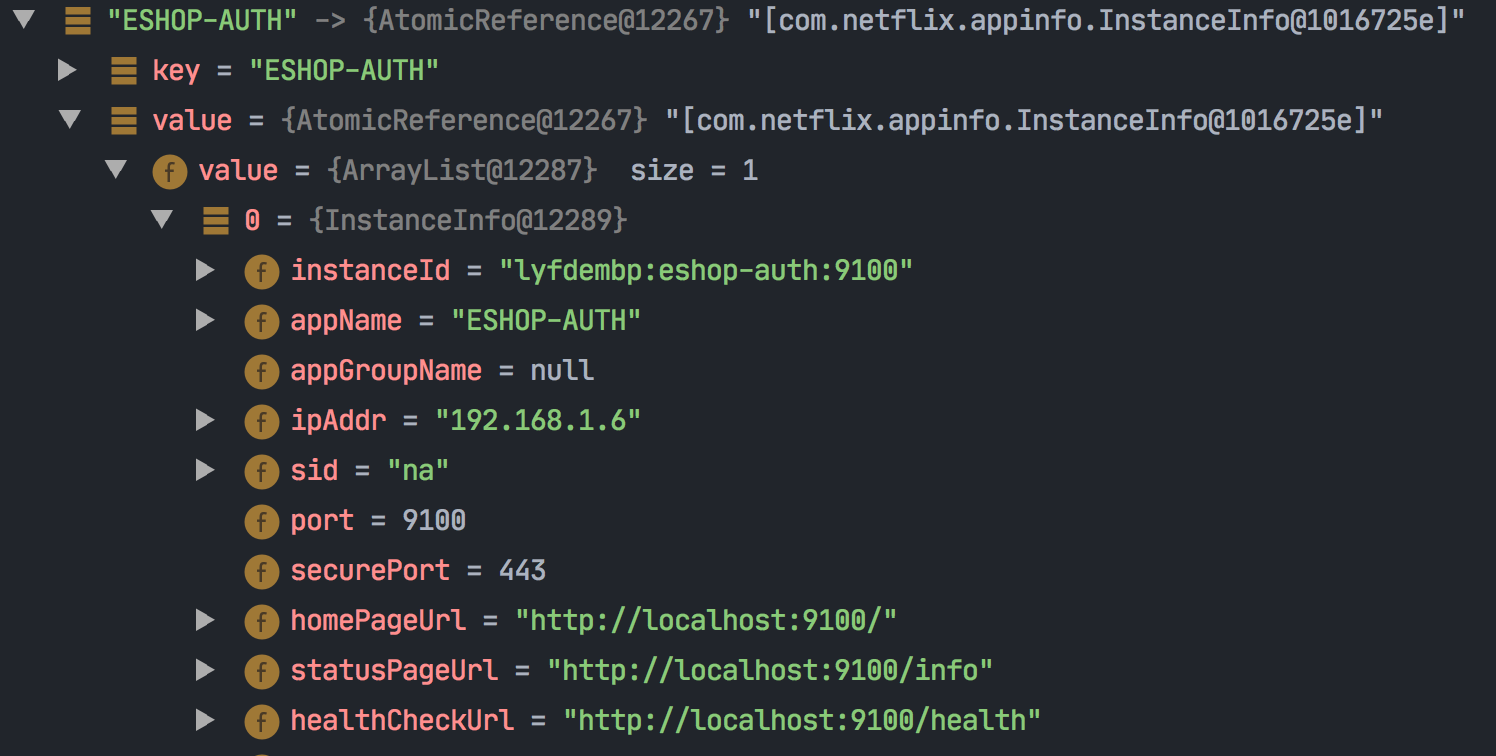 "ESHOP-AUTH" -> {AtomicReference@12267} "[com.netflix.appinfo.InstanceInfo@1016725e]"
key = "ESHOP-AUTH"
value = {AtomicReference@12267} "[com.netflix.appinfo.InstanceInfo@1016725e]"
f value = {ArrayList@12287} size = 1
0 = {InstanceInfo@12289}
f instanceId = "lyfdembp:eshop-auth:9100"
f appName = "ESHOP-AUTH"
f appGroupName = null
f ipAddr = "192.168.1.6"
f sid = "na"
f port = 9100
f securePort = 443
f homePageUrl = "http://localhost:9100/"
f statusPageUrl = "http://localhost:9100/info"
f healthCheckUrl = "http://localhost:9100/health"